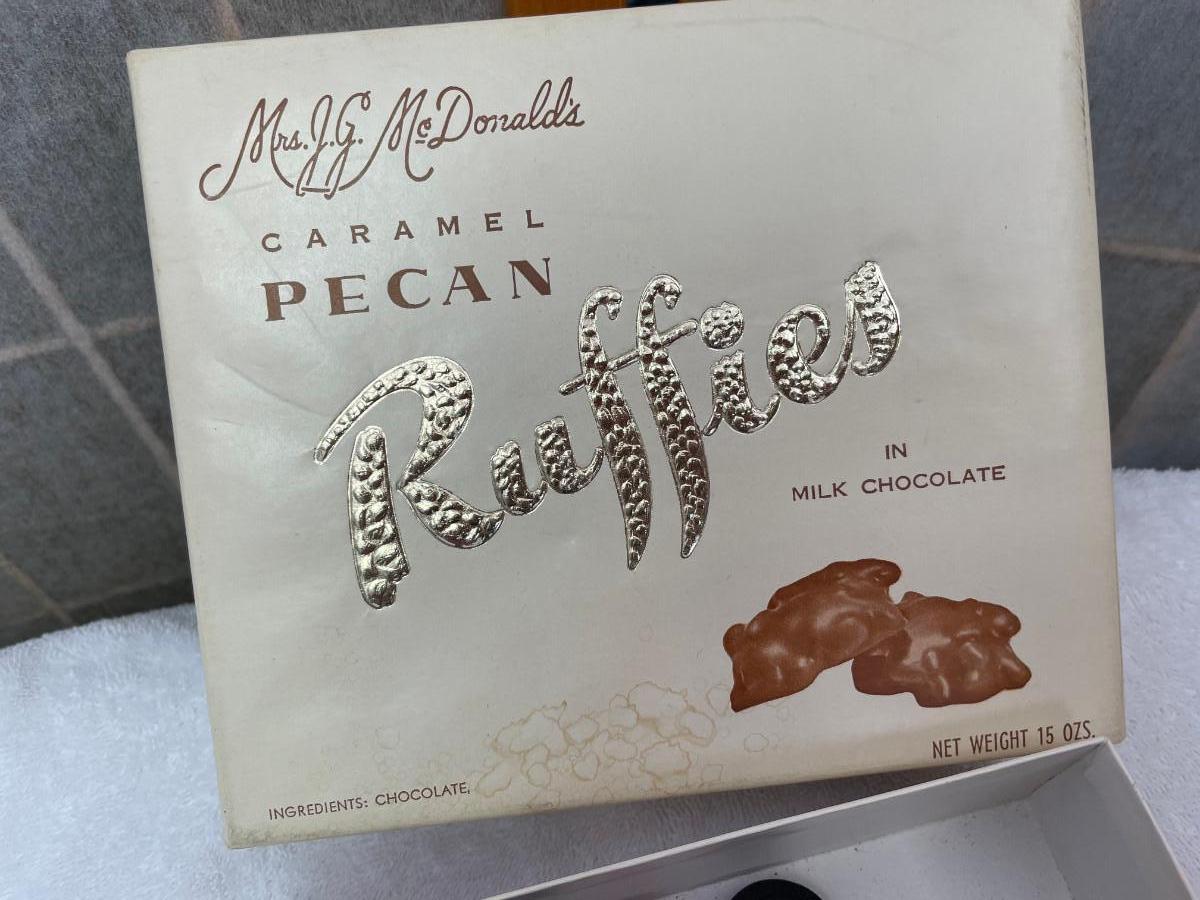 Mrs. J.G. McDonald's
CARAMEL
PECAN
Ruffies
IN
MILK CHOCOLATE
NET WEIGHT 15 OZS.
INGREDIENTS: CHOCOLATE,